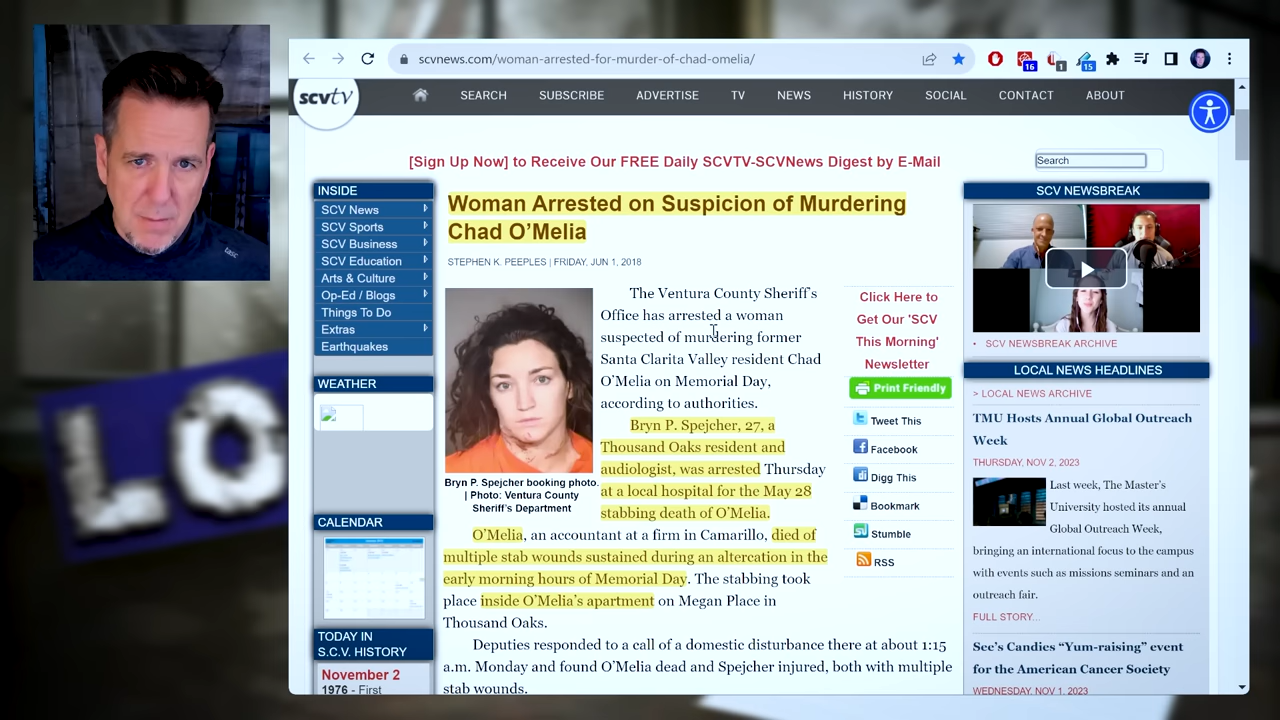 scvnews.com/woman-arrested-for-murder-of-chad-omelia/
16
1
15
scvtv
SEARCH SUBSCRIBE ADVERTISE TV NEWS HISTORY SOCIAL CONTACT ABOUT
[Sign Up Now] to Receive Our FREE Daily SCVTV-SCVNews Digest by E-Mail
Search
INSIDE
SCV News
SCV Sports
SCV Business
SCV Education
Arts & Culture
Op-Ed / Blogs
Things To Do
Extras
Earthquakes
WEATHER
CALENDAR
TODAY IN
S.C.V. HISTORY
November 2
1976 - First
Woman Arrested on Suspicion of Murdering
Chad O’Melia
STEPHEN K. PEEPLES | FRIDAY, JUN 1, 2018
The Ventura County Sheriff’s
Office has arrested a woman
suspected of murdering former
Santa Clarita Valley resident Chad
O’Melia on Memorial Day,
according to authorities.
Bryn P. Spejcher, 27, a
Thousand Oaks resident and
audiologist, was arrested Thursday
at a local hospital for the May 28
stabbing death of O’Melia.
Bryn P. Spejcher booking photo.
| Photo: Ventura County
Sheriff’s Department
O’Melia, an accountant at a firm in Camarillo, died of
multiple stab wounds sustained during an altercation in the
early morning hours of Memorial Day. The stabbing took
place inside O’Melia’s apartment on Megan Place in
Thousand Oaks.
Deputies responded to a call of a domestic disturbance there at about 1:15
a.m. Monday and found O’Melia dead and Spejcher injured, both with multiple
stab wounds.
Click Here to
Get Our 'SCV
This Morning'
Newsletter
Print Friendly
Tweet This
Facebook
Digg This
Bookmark
Stumble
RSS
SCV NEWSBREAK
• SCV NEWSBREAK ARCHIVE
LOCAL NEWS HEADLINES
> LOCAL NEWS ARCHIVE
TMU Hosts Annual Global Outreach
Week
THURSDAY, NOV 2, 2023
Last week, The Master’s
University hosted its annual
Global Outreach Week,
bringing an international focus to the campus
with events such as missions seminars and an
outreach fair.
FULL STORY...
See’s Candies “Yum-raising” event
for the American Cancer Society
WEDNESDAY, NOV 1, 2023
LO